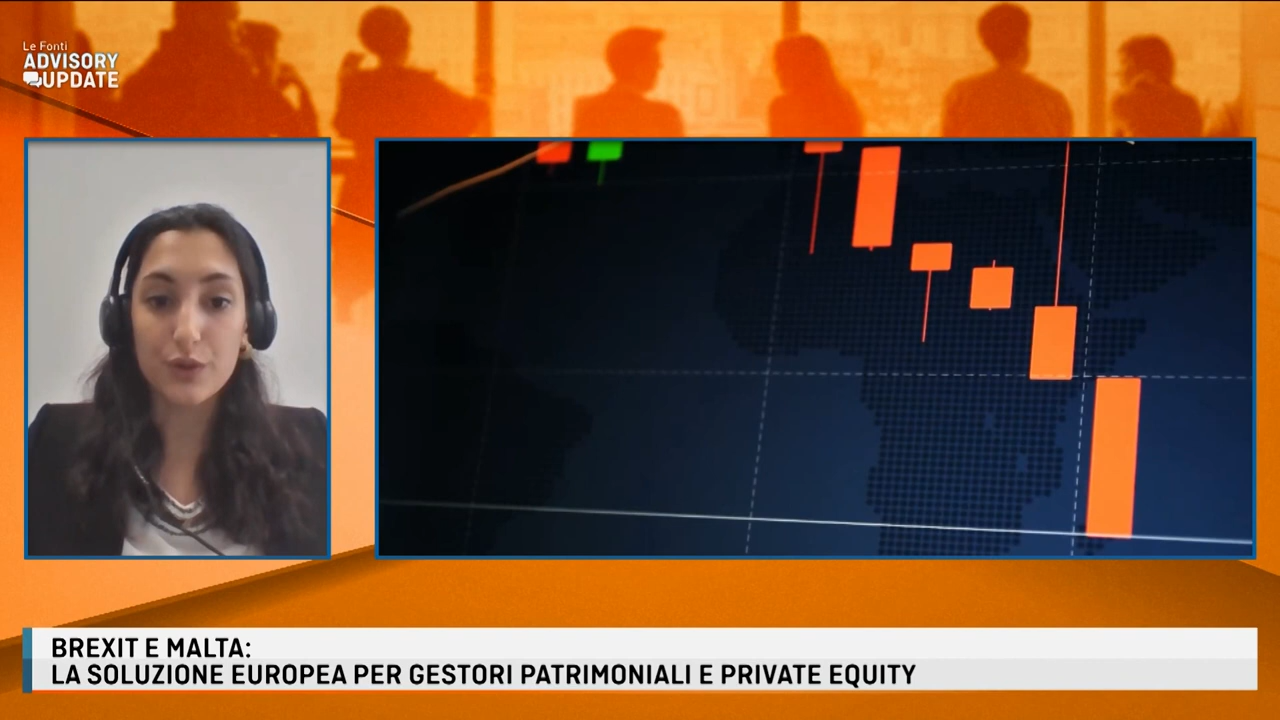 Le Fonti
ADVISORY
UPDATE
BREXIT E MALTA:
LA SOLUZIONE EUROPEA PER GESTORI PATRIMONIALI E PRIVATE EQUITY